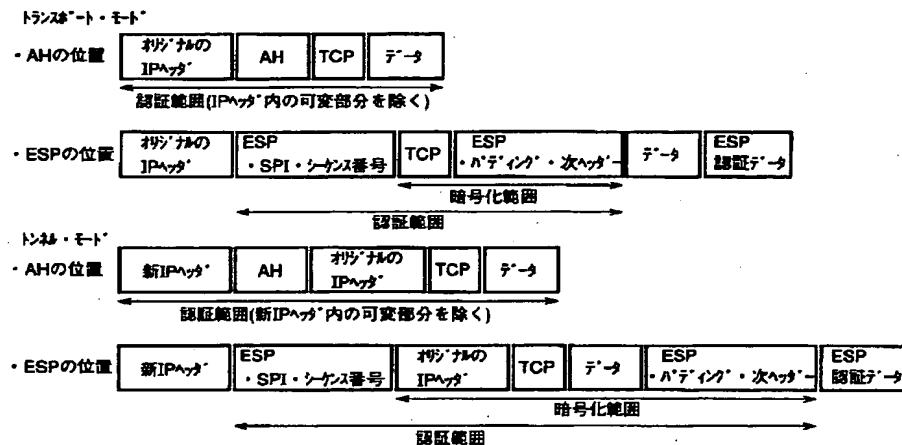 トランスポート・モード
・AHの位置
オリジナルの
IPヘッダ
AH
TCP
データ
認証範囲(IPヘッダ内の可変部分を除く)
・ESPの位置
オリジナルの
IPヘッダ
ESP
・SPI・シーケンス番号
TCP
ESP
・パディング・次ヘッダー
データ
ESP
認証データ
暗号化範囲
認証範囲
トンネル・モード
・AHの位置
新IPヘッダ
AH
オリジナルの
IPヘッダ
TCP
データ
認証範囲(新IPヘッダ内の可変部分を除く)
・ESPの位置
新IPヘッダ
ESP
・SPI・シーケンス番号
オリジナルの
IPヘッダ
TCP
データ
ESP
・パディング・次ヘッダー
ESP
認証データ
暗号化範囲
認証範囲